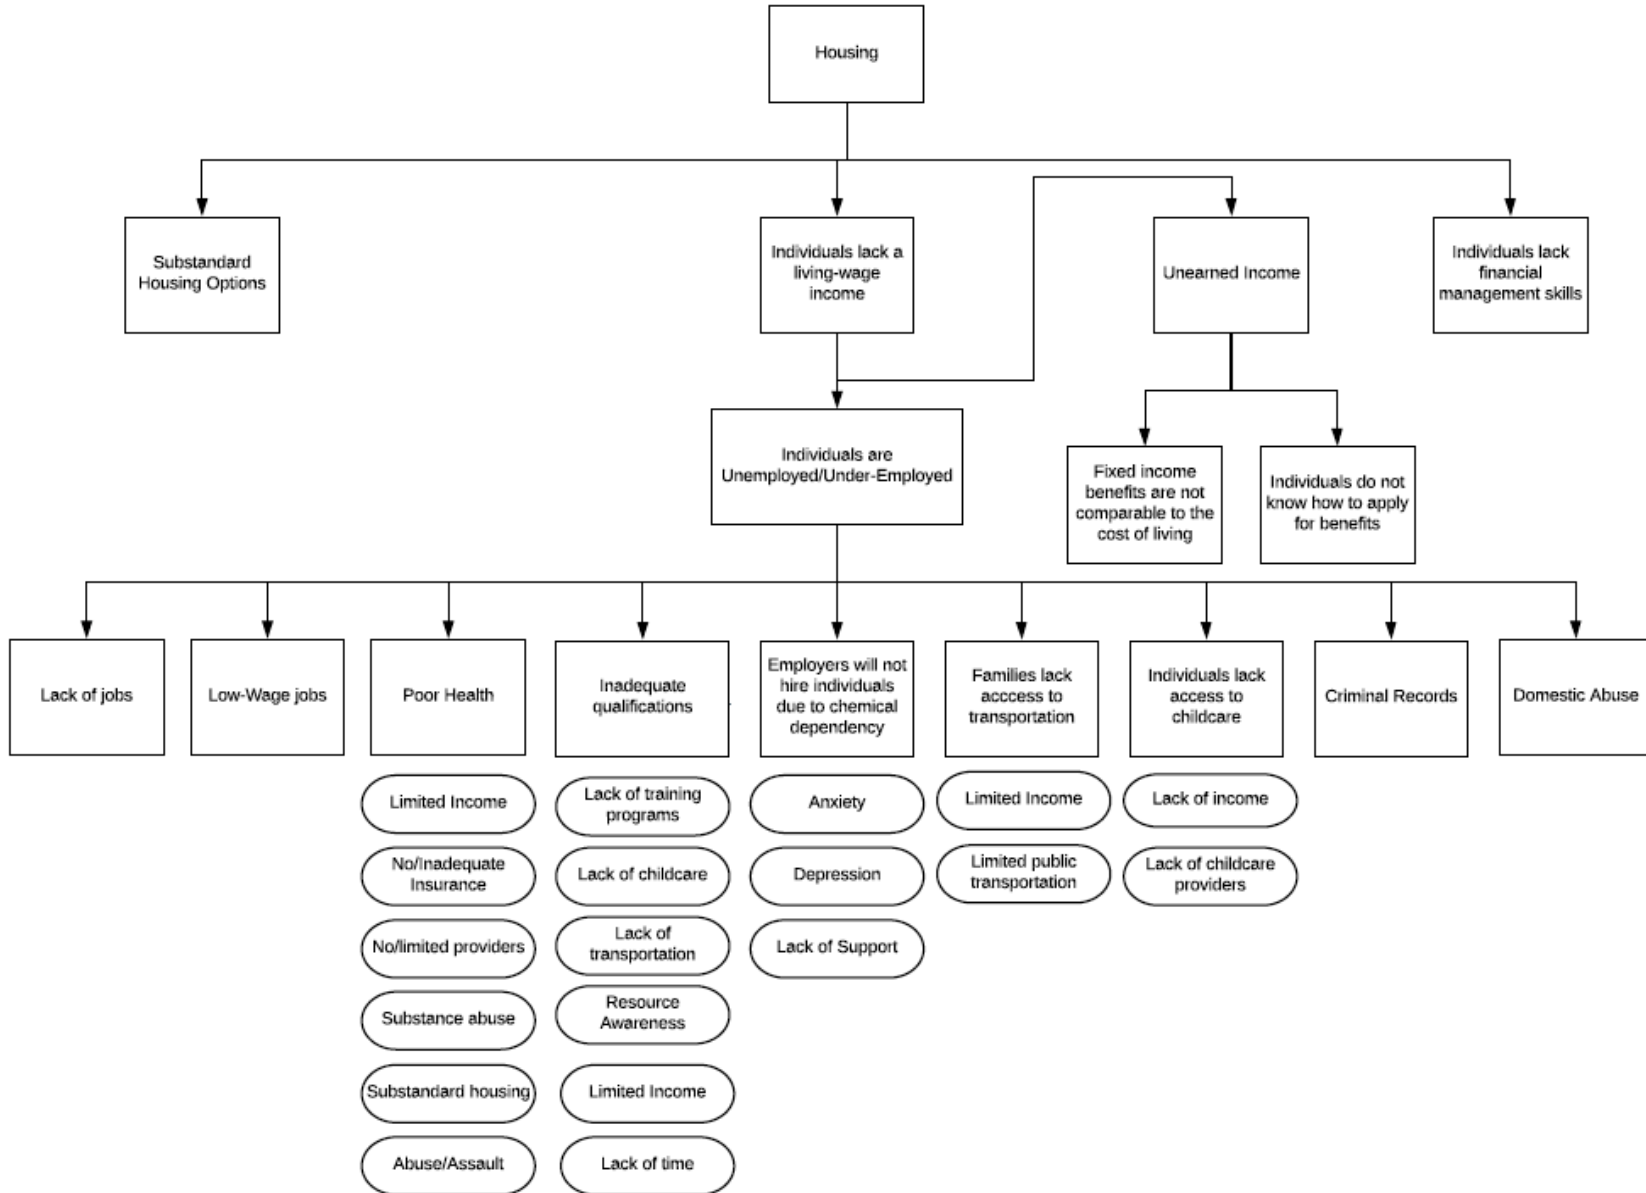 Housing
Substandard
Housing Options
Individuals lack a
living-wage
income
Unearned Income
Individuals lack
financial
management skills
Individuals are
Unemployed/Under-Employed
Fixed income
benefits are not
comparable to the
cost of living
Individuals do not
know how to apply
for benefits
Lack of jobs
Low-Wage jobs
Poor Health
Inadequate
qualifications
Employers will not
hire individuals
due to chemical
dependency
Families lack
acccess to
transportation
Individuals lack
access to
childcare
Criminal Records
Domestic Abuse
Limited Income
No/Inadequate
Insurance
No/limited providers
Substance abuse
Substandard housing
Abuse/Assault
Lack of training
programs
Lack of childcare
Lack of
transportation
Resource
Awareness
Limited Income
Lack of time
Anxiety
Depression
Lack of Support
Limited Income
Limited public
transportation
Lack of income
Lack of childcare
providers